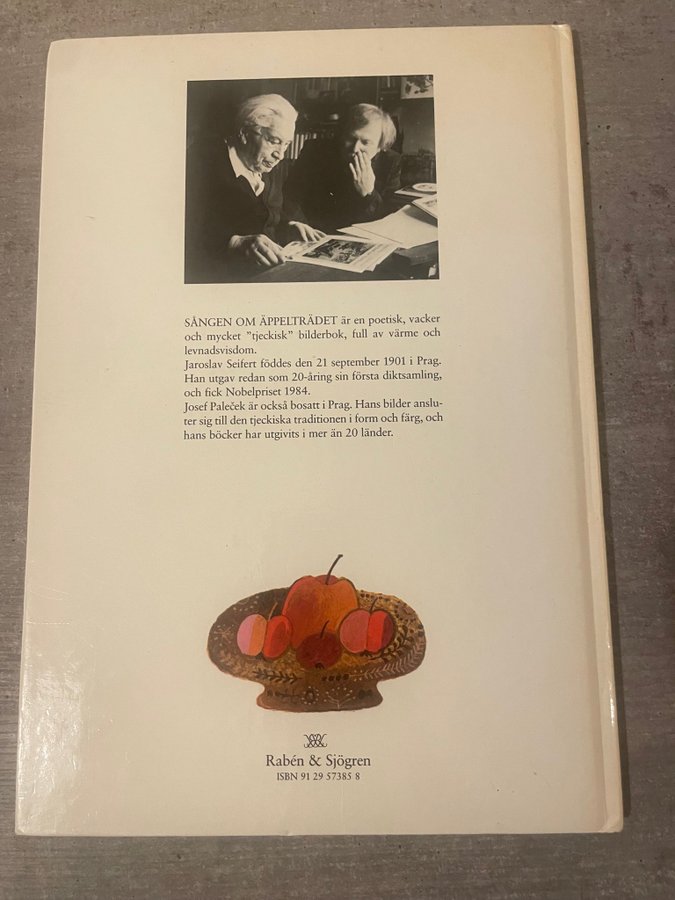 SÅNGEN OM ÄPPELTRÄDET är en poetisk, vacker
och mycket ”tjeckisk” bilderbok, full av värme och
levnadsvisdom.
Jaroslav Seifert föddes den 21 september 1901 i Prag.
Han utgav redan som 20-åring sin första diktsamling,
och fick Nobelpriset 1984.
Josef Paleček är också bosatt i Prag. Hans bilder anslu-
ter sig till den tjeckiska traditionen i form och färg, och
hans böcker har utgivits i mer än 20 länder.
Rabén & Sjögren
ISBN 91 29 57385 8